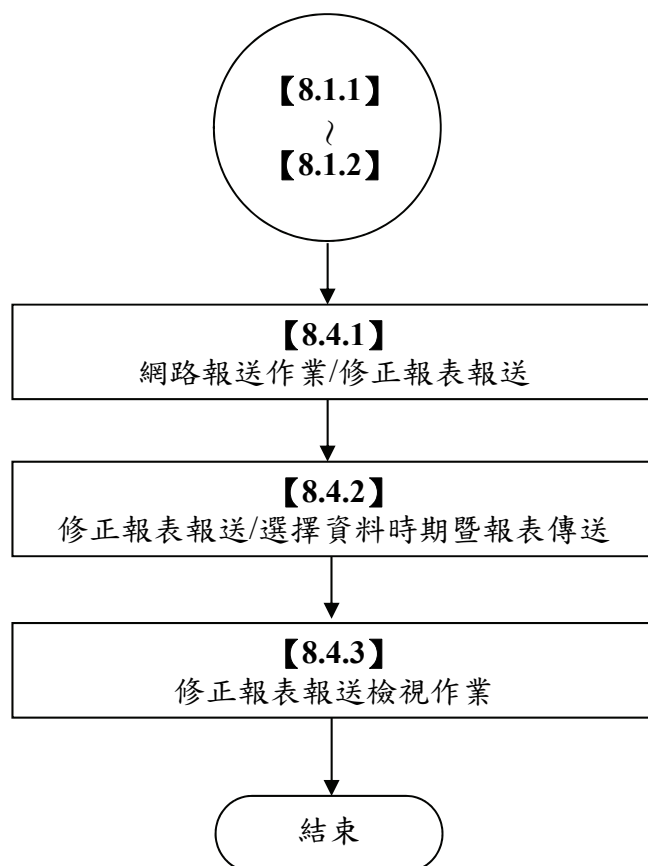 【8.1.1】
～
【8.1.2】
【8.4.1】
網路報送作業/修正報表報送
【8.4.2】
修正報表報送/選擇資料時期暨報表傳送
【8.4.3】
修正報表報送檢視作業
結束